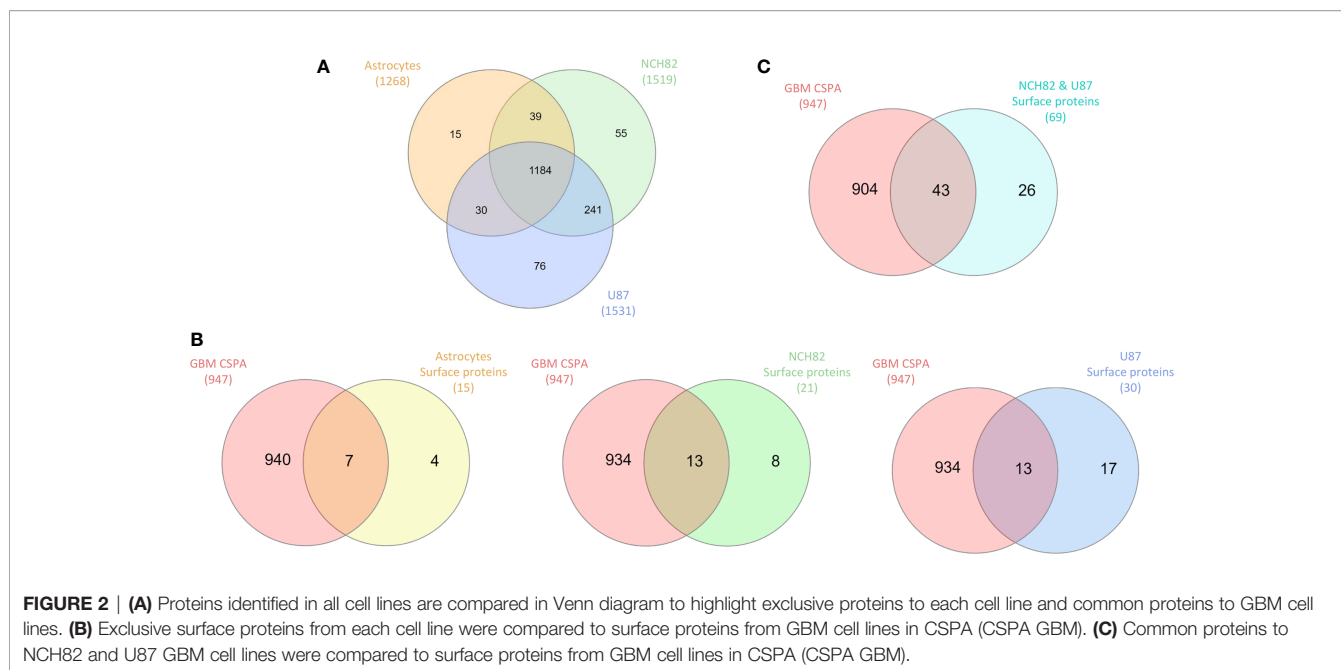 A
Astrocytes
(1268)
NCH82
(1519)
15
39
55
1184
30
241
76
U87
(1531)
C
GBM CSPA
(947)
NCH82 & U87
Surface proteins
(69)
904
43
26
B
GBM CSPA
(947)
Astrocytes
Surface proteins
(15)
940
7
4
GBM CSPA
(947)
NCH82
Surface proteins
(21)
934
13
8
GBM CSPA
(947)
U87
Surface proteins
(30)
934
13
17
FIGURE 2 | (A) Proteins identified in all cell lines are compared in Venn diagram to highlight exclusive proteins to each cell line and common proteins to GBM cell
lines. (B) Exclusive surface proteins from each cell line were compared to surface proteins from GBM cell lines in CSPA (CSPA GBM). (C) Common proteins to
NCH82 and U87 GBM cell lines were compared to surface proteins from GBM cell lines in CSPA (CSPA GBM).